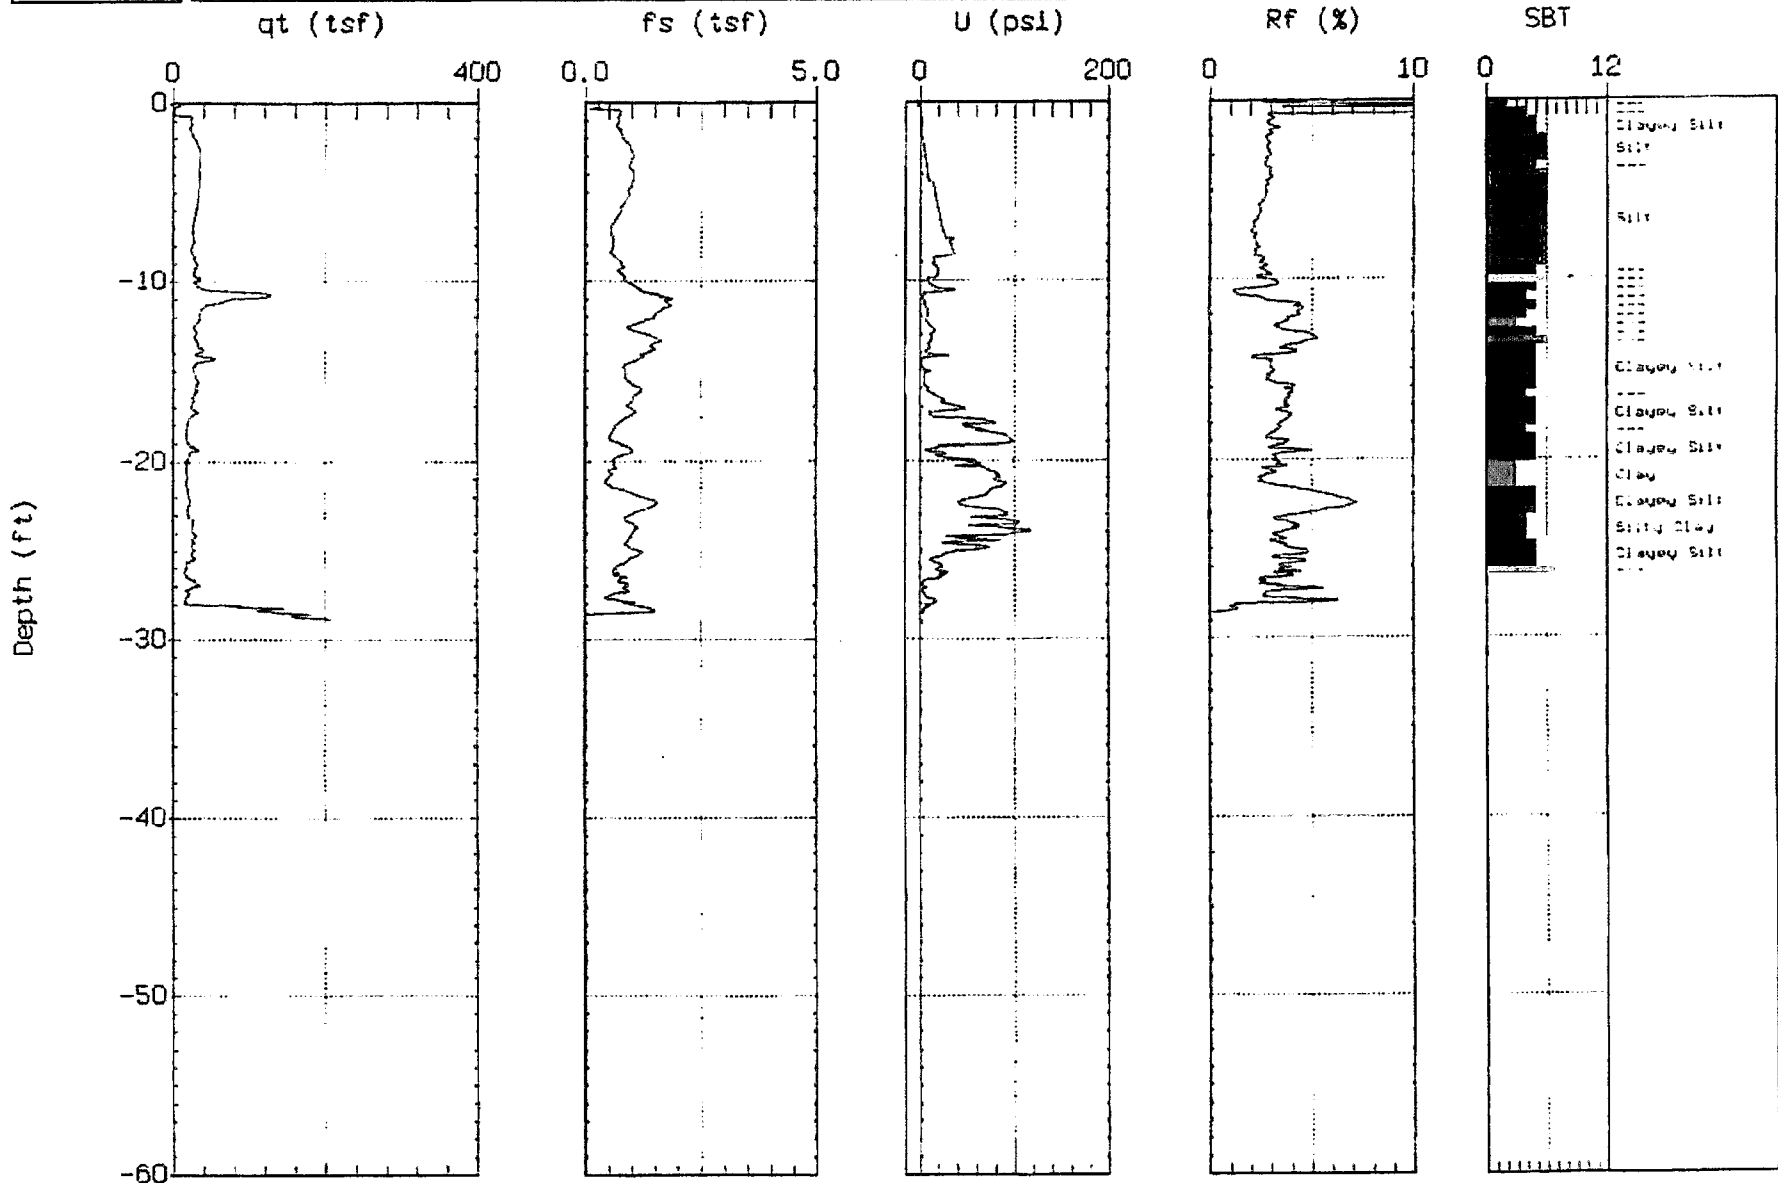 qt (tsf) fs (tsf) U (psi) Rf (%) SBT
0 400 0.0 5.0 0 200 0 10 0 12
0
Clayey Silt
Silt
---
Silt
-10
Clayey Silt
---
Clayey Silt
---
Clayey Silt
-20
Clay
Clayey Silt
Silty Clay
Clayey Silt
---
-30
-40
-50
-60
Depth (ft)